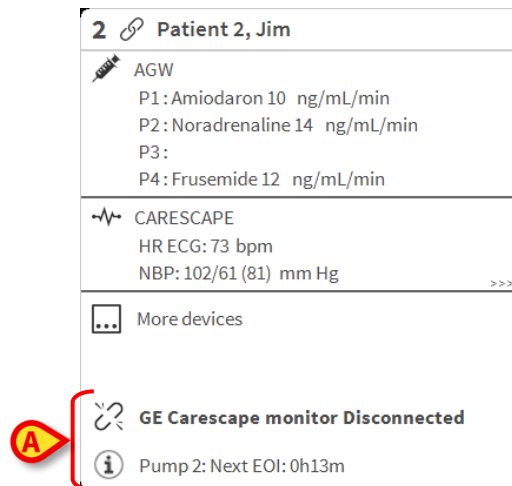 2 Patient 2, Jim
AGW
P1: Amiodaron 10 ng/mL/min
P2: Noradrenaline 14 ng/mL/min
P3:
P4: Frusemide 12 ng/mL/min
CARESCAPE
HR ECG: 73 bpm
NBP: 102/61 (81) mm Hg
>>>
... More devices
A
GE Carescape monitor Disconnected
i Pump 2: Next EOI: 0h13m